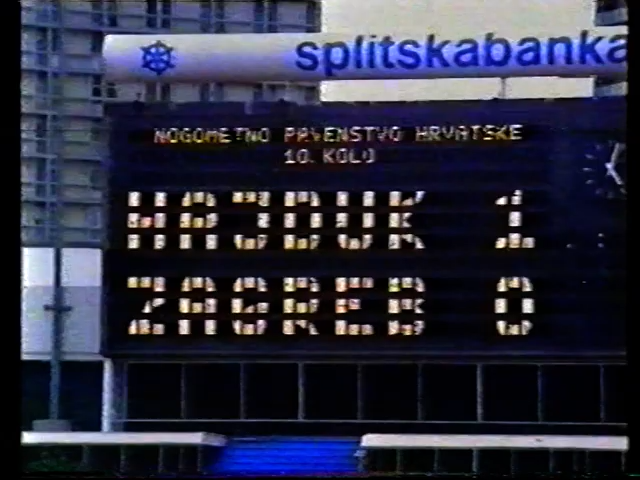 splitskabanka
NOGOMETNO PRVENSTVO HRVATSKE
10. KOLO
HAJDUK 1
ZAGREB 0